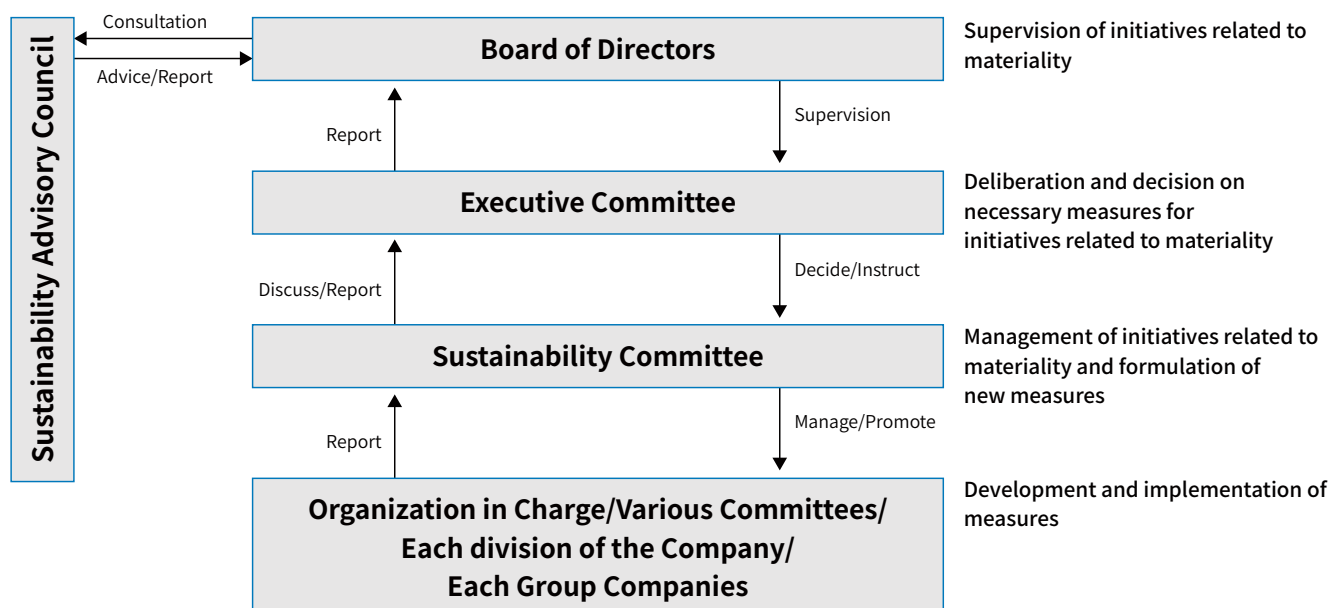 Sustainability Advisory Council
Consultation
Advice/Report
Board of Directors
Supervision of initiatives related to
materiality
Report
Supervision
Executive Committee
Deliberation and decision on
necessary measures for
initiatives related to materiality
Discuss/Report
Decide/Instruct
Sustainability Committee
Management of initiatives related to
materiality and formulation of
new measures
Report
Manage/Promote
Organization in Charge/Various Committees/
Each division of the Company/
Each Group Companies
Development and implementation of
measures